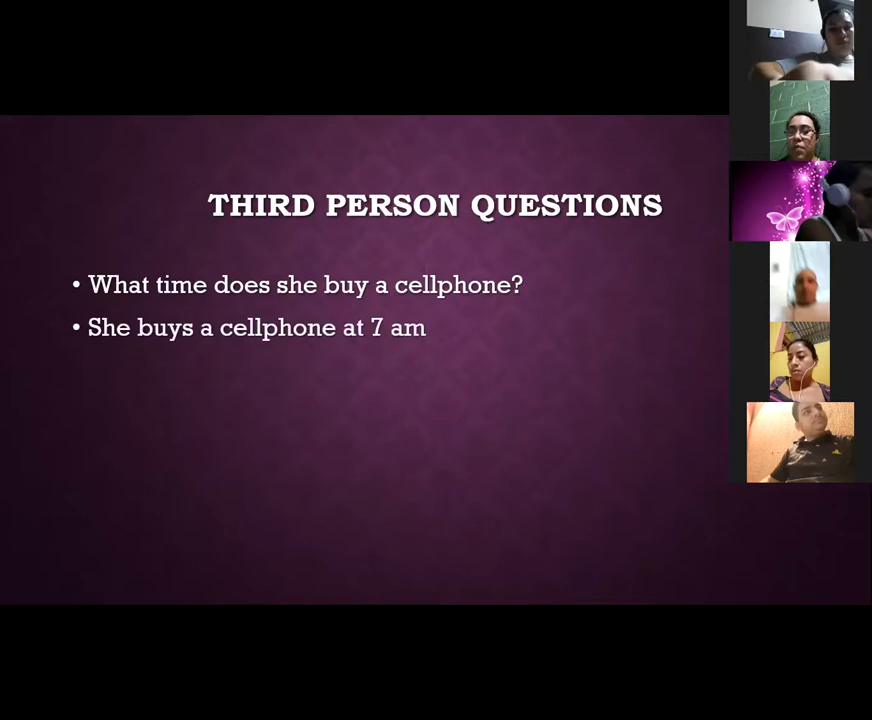 THIRD PERSON QUESTIONS
• What time does she buy a cellphone?
• She buys a cellphone at 7 am